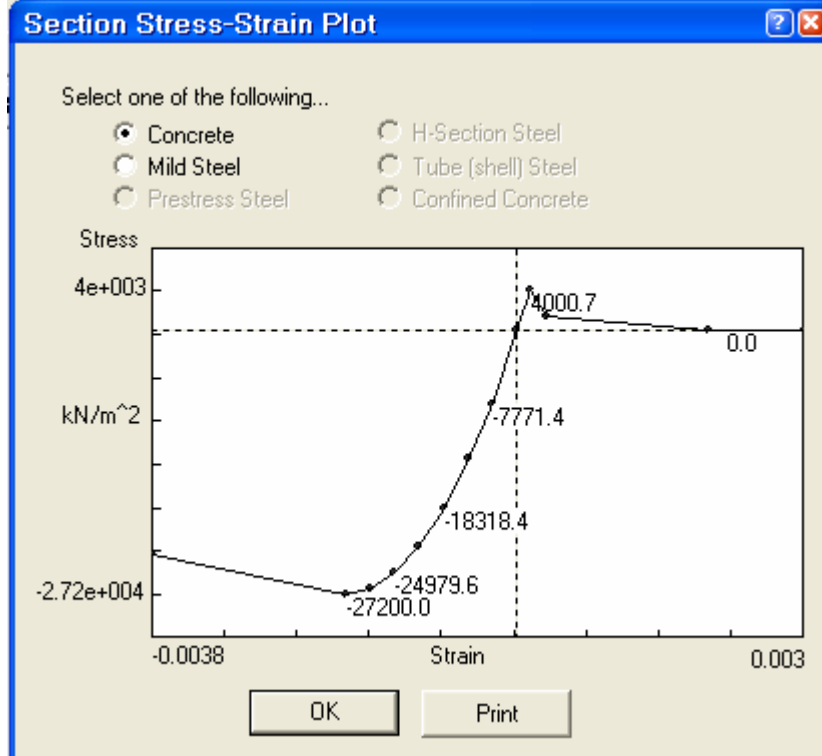 Section Stress-Strain Plot
Select one of the following...
Concrete H-Section Steel
Mild Steel Tube (shell) Steel
Prestress Steel Confined Concrete
Stress
4e+003
4000.7
0.0
kN/m^2
-7771.4
-18318.4
-24979.6
-2.72e+004
-27200.0
-0.0038 Strain 0.003
OK Print